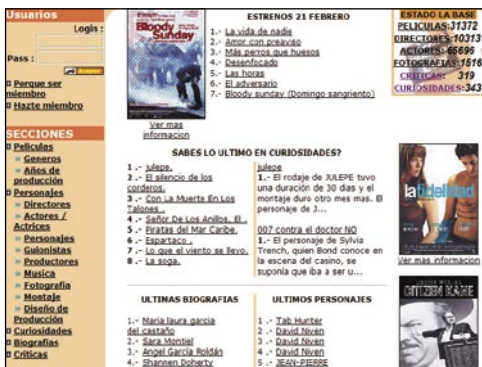 Usuarios
Login :
Pass :
Porque ser
miembro
Hazte miembro
SECCIONES
Peliculas
» Generos
» Años de
producción
Personajes
» Directores
» Actores /
Actrices
» Personajes
» Guionistas
» Productores
» Musica
» Fotografia
» Montaje
» Diseño de
Producción
Curiosidades
Biografias
Criticas
Bloody
Sunday
Ver mas
informacion
ESTRENOS 21 FEBRERO
1.- La vida de nadie
2.- Amor con preaviso
3.- Más perros que huesos
4.- Desenfocado
5.- Las horas
6.- El adversario
7.- Bloody sunday (Domingo sangriento)
SABES LO ULTIMO EN CURIOSIDADES?
1 .- julepe.
2 .- El silencio de los
corderos.
3 .- Con La Muerte En Los
Talones .
4 .- Señor De Los Anillos, El .
5 .- Piratas del Mar Caribe.
6 .- Espartaco .
7 .- Lo que el viento se llevo.
8 .- La soga.
julepe
1.- El rodaje de JULEPE tuvo
una duración de 30 dias y el
montaje duro otro mes mas. El
personaje de J...
007 contra el doctor NO
1.- El personaje de Sylvia
Trench, quien Bond conoce en
la escena del casino, se
suponía que iba a ser u...
ULTIMAS BIOGRAFIAS
1.- Maria laura garcia
del castaño
2.- Sara Montiel
3.- Angel García Roldán
4.- Shannen Doherty
ULTIMOS PERSONAJES
1 .- Tab Hunter
2 .- David Niven
3 .- David Niven
4 .- David Niven
5 .- JEAN-PIERRE
ESTADO LA BASE
PELICULAS:31372
DIRECTORES:10313
ACTORES: 65695
FOTOGRAFIAS:1516
CRITICAS: 319
CURIOSIDADES:343
la fidelidad
Ver mas informacion
CITIZEN KANE